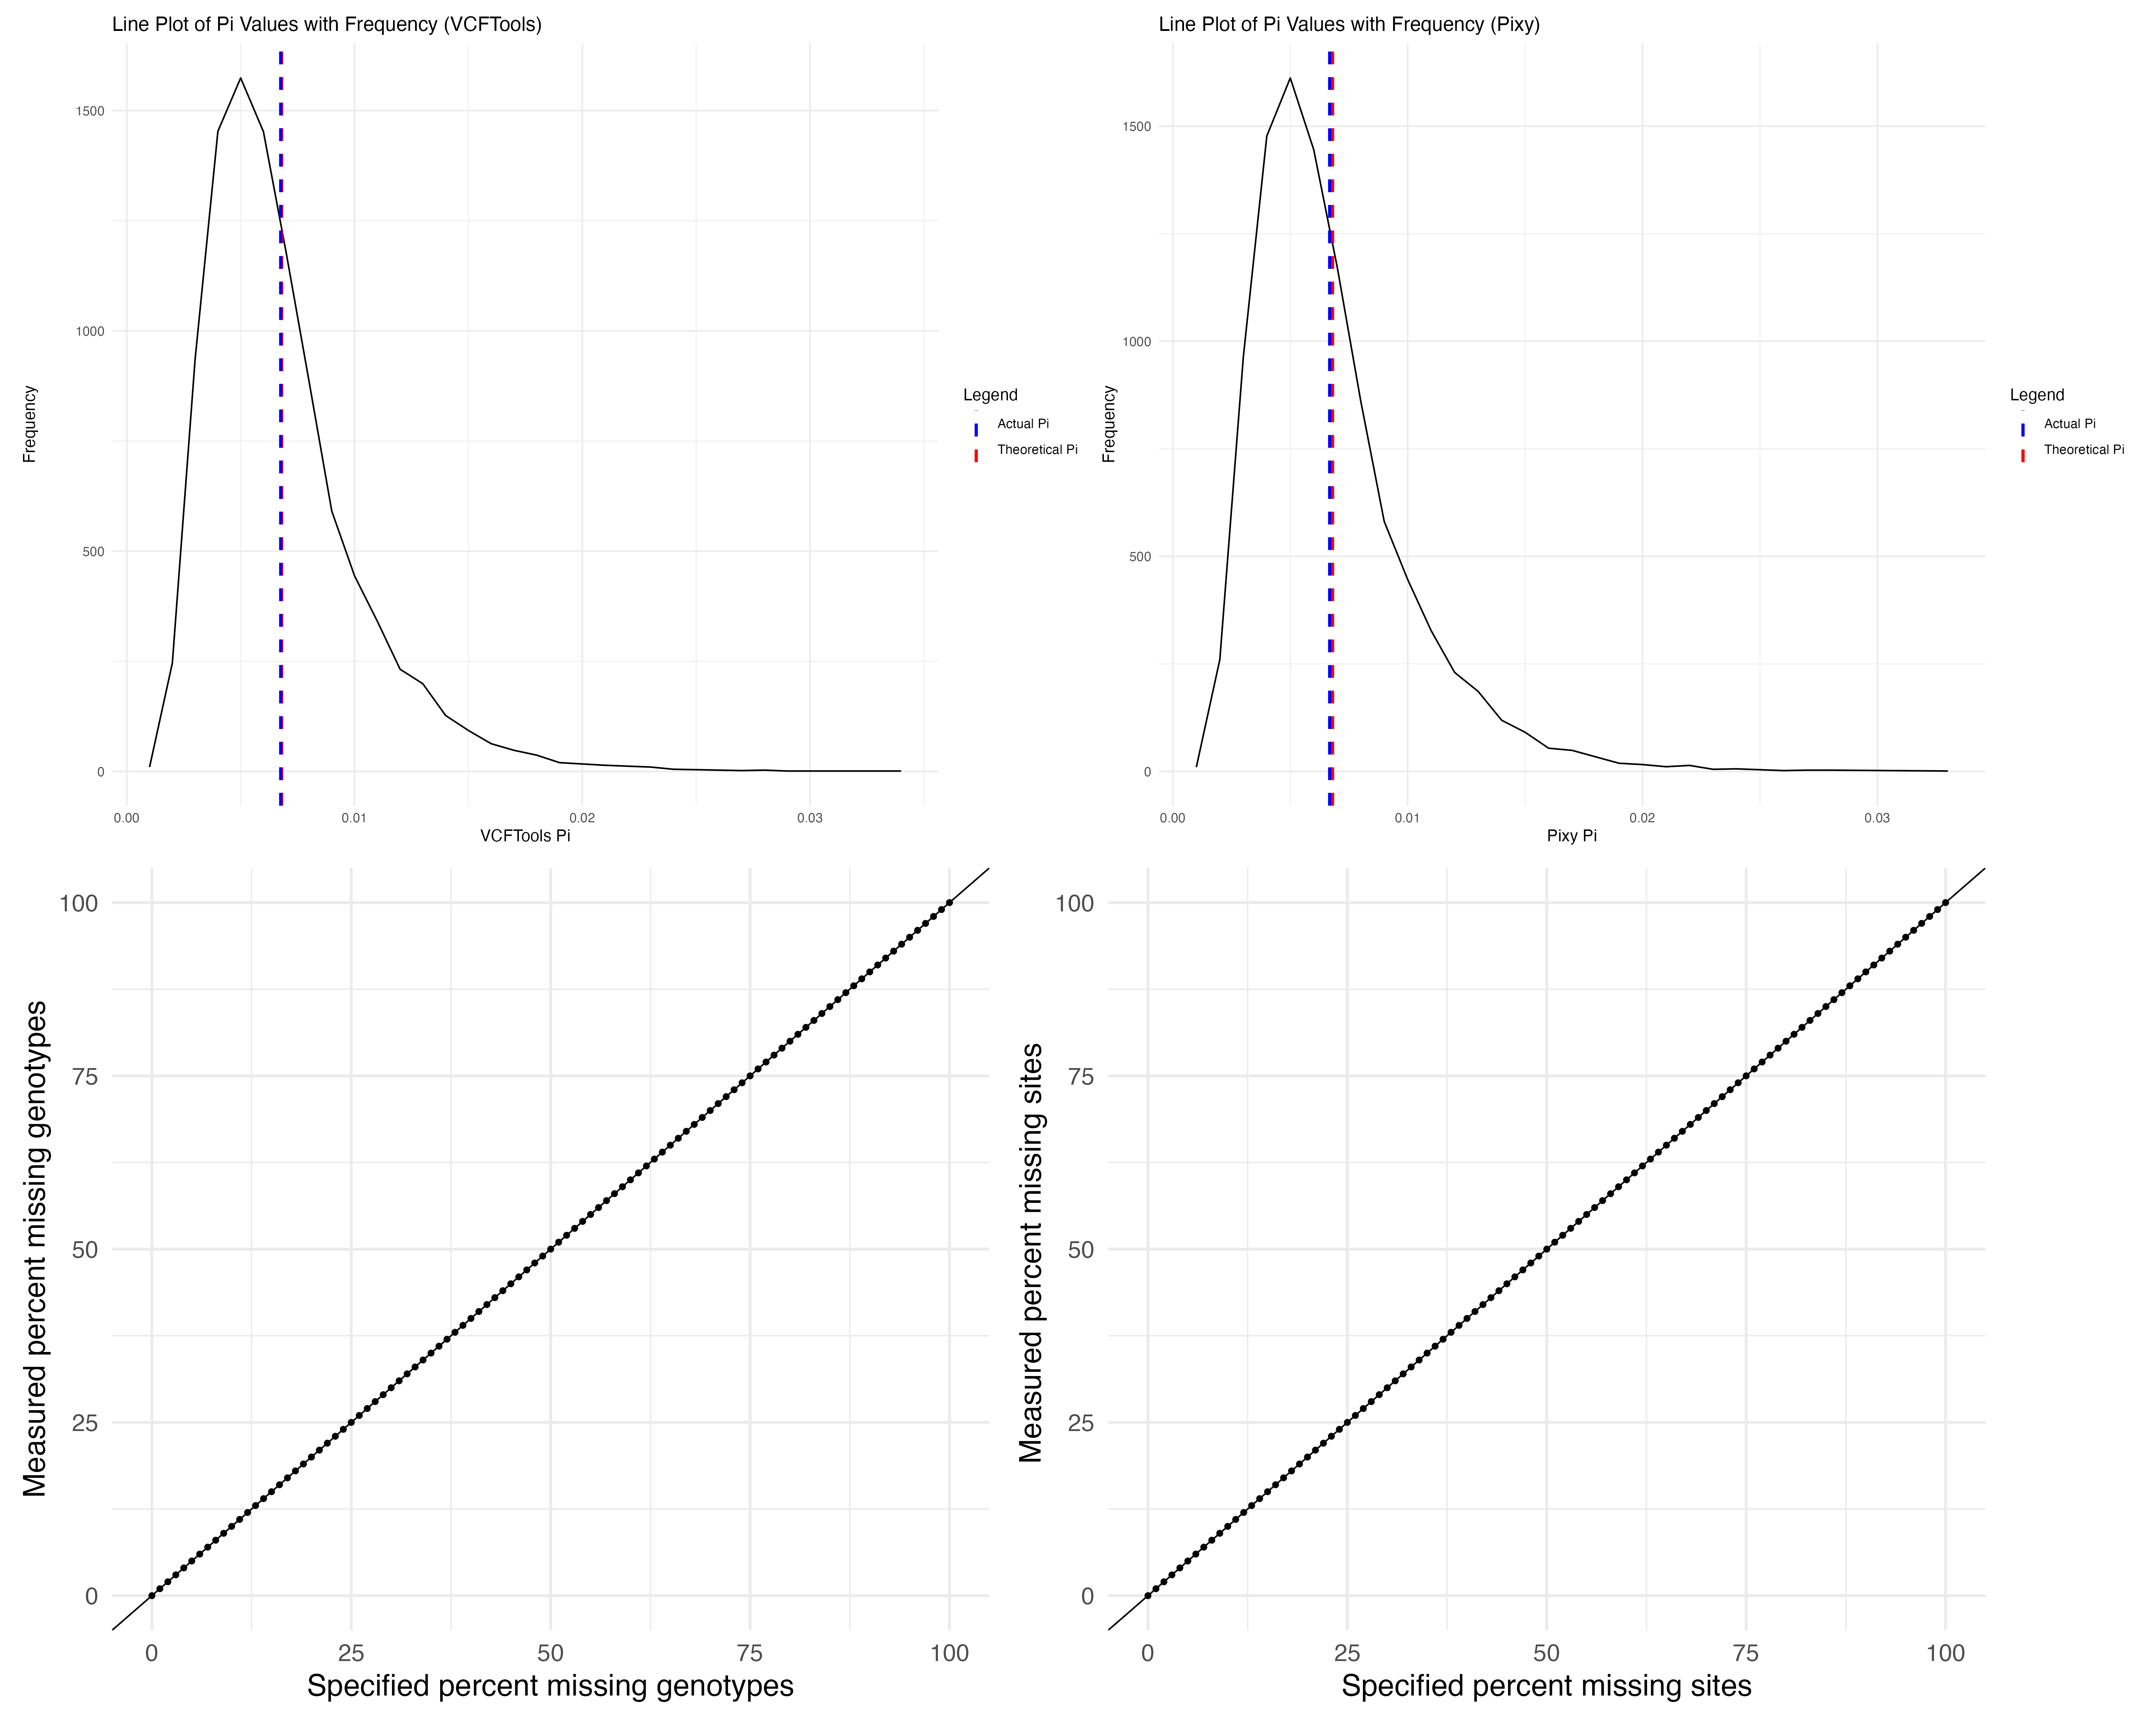 Line Plot of Pi Values with Frequency (VCFTools)
1500
1000
500
0
Frequency
0.00
0.01
0.02
0.03
VCFTools Pi
Legend
Actual Pi
Theoretical Pi
Line Plot of Pi Values with Frequency (Pixy)
1500
1000
500
0
Frequency
0.00
0.01
0.02
0.03
Pixy Pi
Legend
Actual Pi
Theoretical Pi
100
75
50
25
0
Measured percent missing genotypes
0
25
50
75
100
Specified percent missing genotypes
100
75
50
25
0
Measured percent missing sites
0
25
50
75
100
Specified percent missing sites